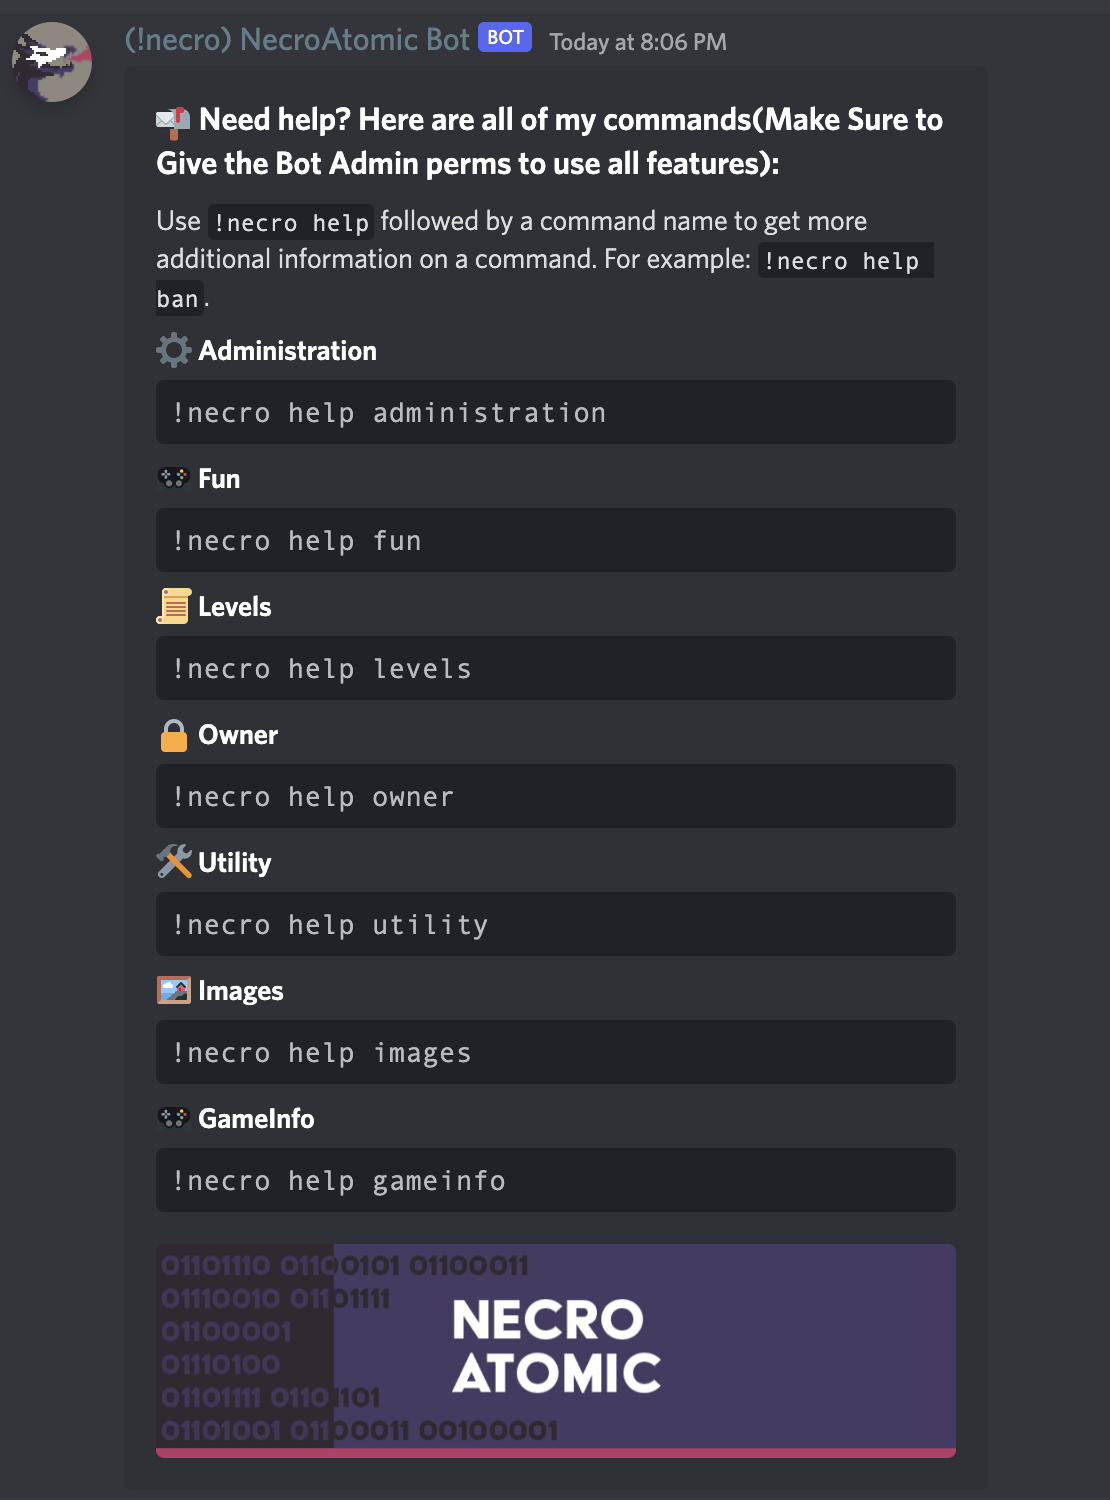 (!necro) NecroAtomic Bot BOT Today at 8:06 PM
Need help? Here are all of my commands(Make Sure to
Give the Bot Admin perms to use all features):
Use !necro help followed by a command name to get more
additional information on a command. For example: !necro help
ban.
Administration
!necro help administration
Fun
!necro help fun
Levels
!necro help levels
Owner
!necro help owner
Utility
!necro help utility
Images
!necro help images
GameInfo
!necro help gameinfo
01101110 01100101 01100011
01110010 01101111
01100001
01110100
01101111 01101101
01101001 01100011 00100001
NECRO
ATOMIC